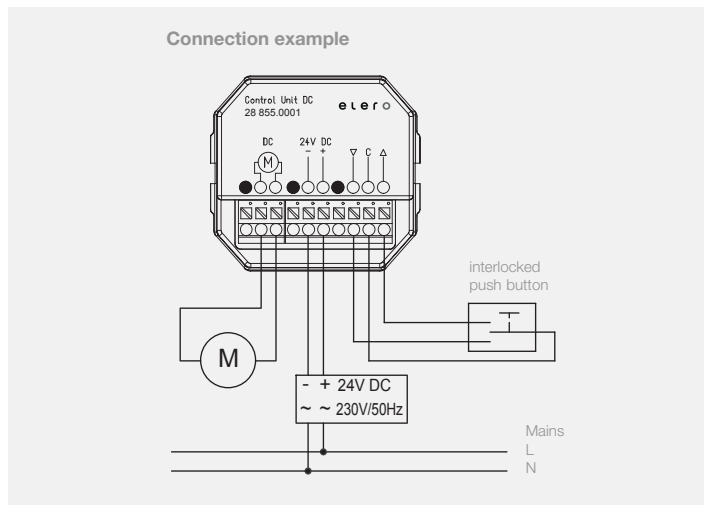 Connection example
Control Unit DC
28 855.0001
elero
DC
24V DC
- +
M
▽ C △
interlocked
push button
M
- + 24V DC
~ ~ 230V/50Hz
Mains
L
N